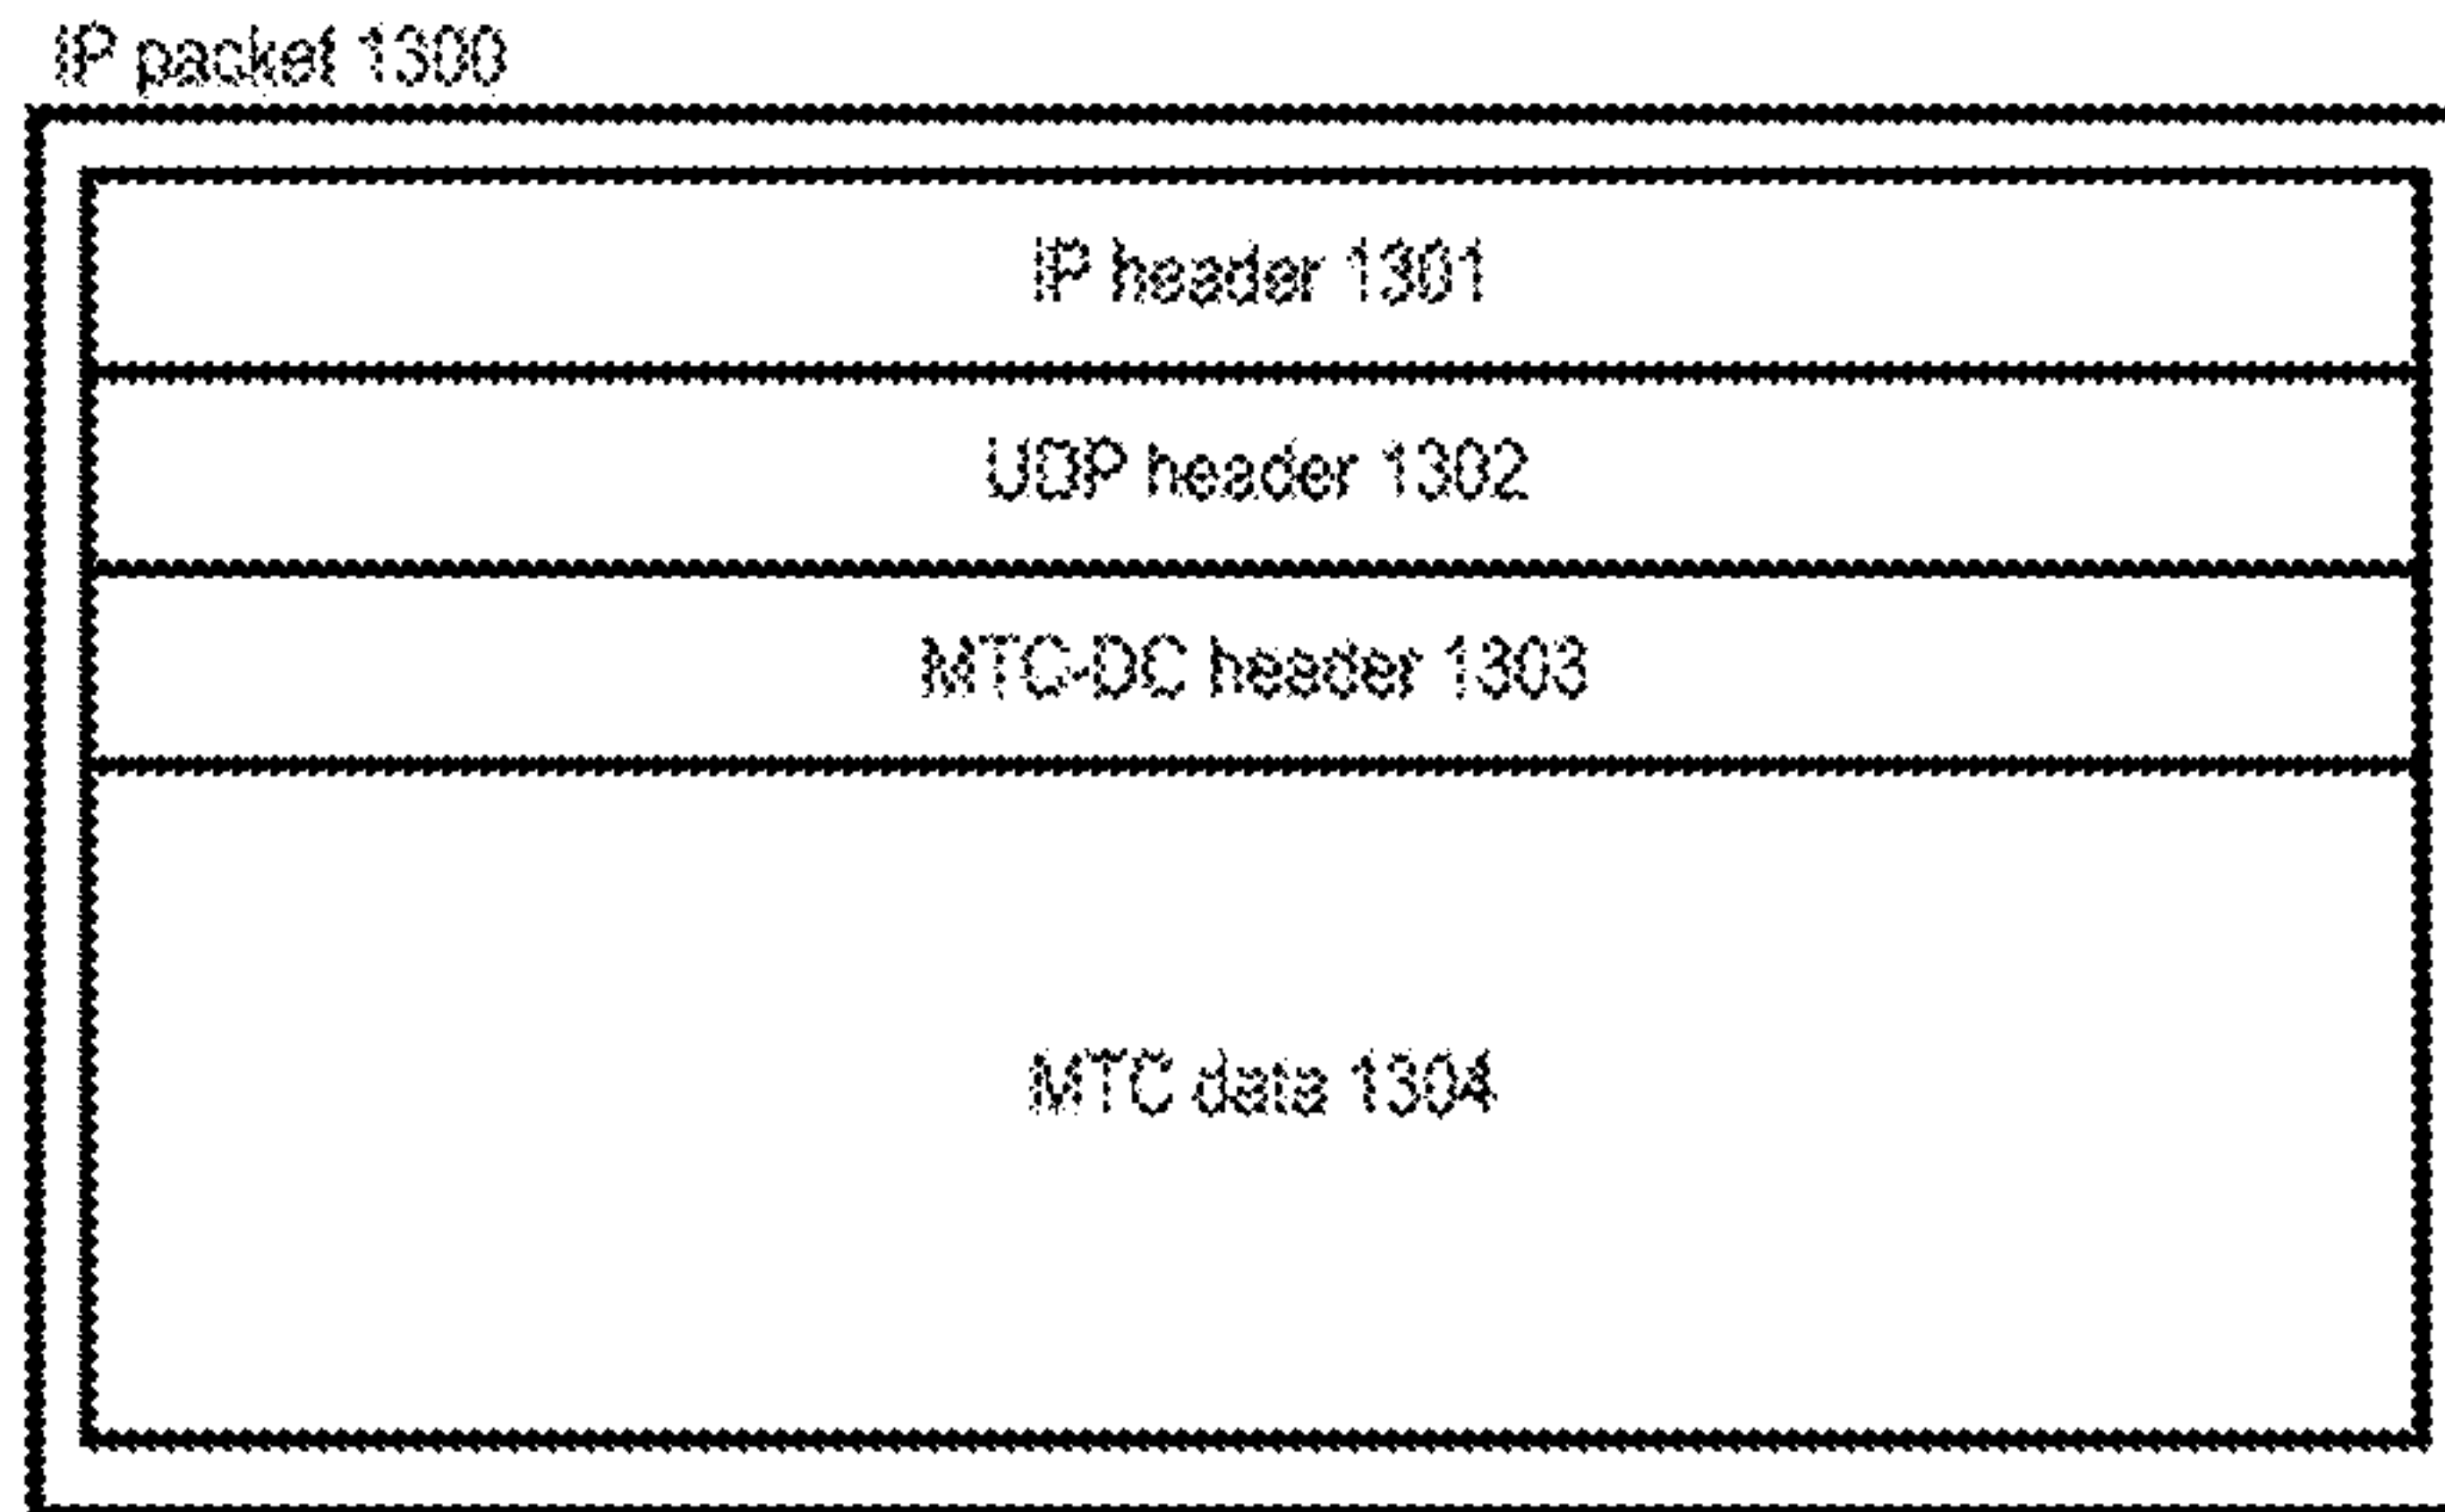 IP packet 1300
IP header 1301
UDP header 1302
MTC-DC header 1303
MTC data 1304